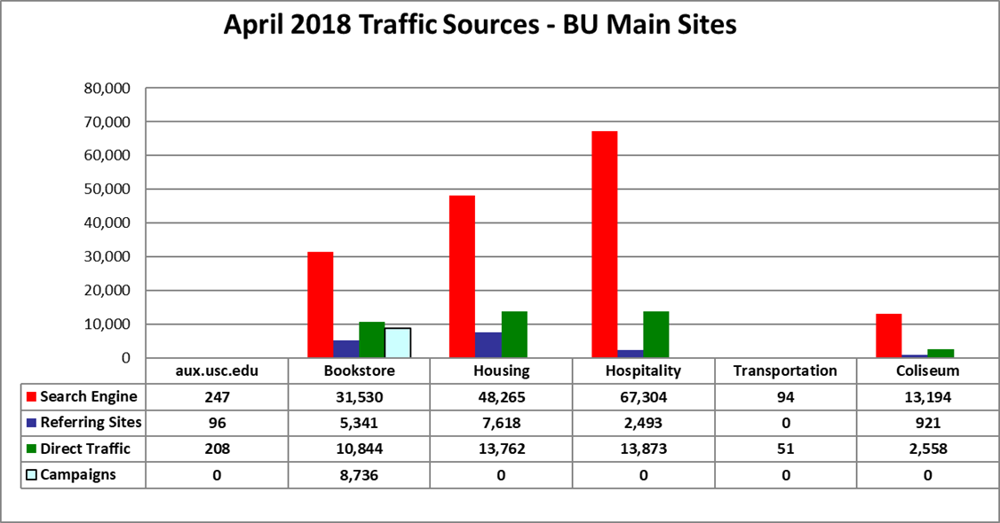 April 2018 Traffic Sources - BU Main Sites
80,000
70,000
60,000
50,000
40,000
30,000
20,000
10,000
0
aux.usc.edu Bookstore Housing Hospitality Transportation Coliseum
Search Engine 247 31,530 48,265 67,304 94 13,194
Referring Sites 96 5,341 7,618 2,493 0 921
Direct Traffic 208 10,844 13,762 13,873 51 2,558
Campaigns 0 8,736 0 0 0 0